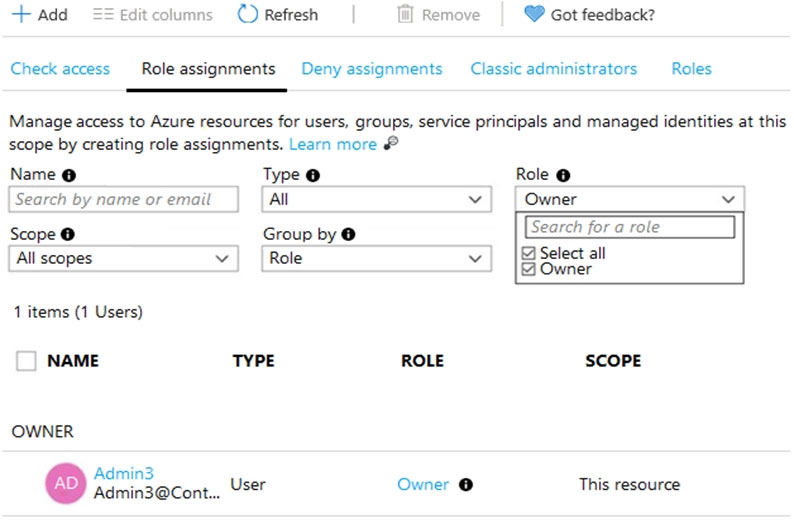 + Add Edit columns Refresh | Remove | Got feedback?
Check access Role assignments Deny assignments Classic administrators Roles
Manage access to Azure resources for users, groups, service principals and managed identities at this
scope by creating role assignments. Learn more
Name Type Role
Search by name or email All Owner
Search for a role
Scope Group by
Select all
All scopes Role
Owner
1 items (1 Users)
NAME TYPE ROLE SCOPE
OWNER
AD Admin3
Admin3@Cont... User Owner This resource